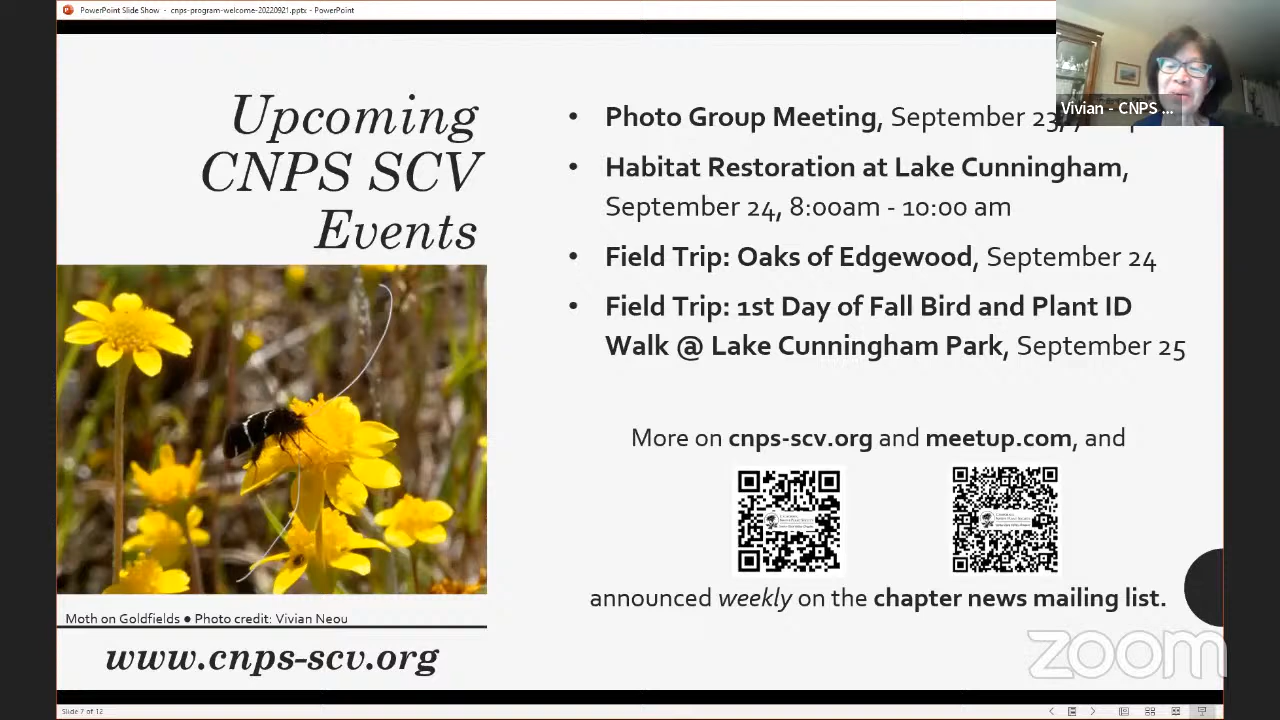 PowerPoint Slide Show - cnps-program-welcome-20220921.pptx - PowerPoint
Vivian - CNPS ...
Upcoming
CNPS SCV
Events
• Photo Group Meeting, September 23,
• Habitat Restoration at Lake Cunningham,
September 24, 8:00am - 10:00 am
• Field Trip: Oaks of Edgewood, September 24
• Field Trip: 1st Day of Fall Bird and Plant ID
Walk @ Lake Cunningham Park, September 25
More on cnps-scv.org and meetup.com, and
announced weekly on the chapter news mailing list.
Moth on Goldfields ● Photo credit: Vivian Neou
www.cnps-scv.org
zoom
Slide 7 of 12